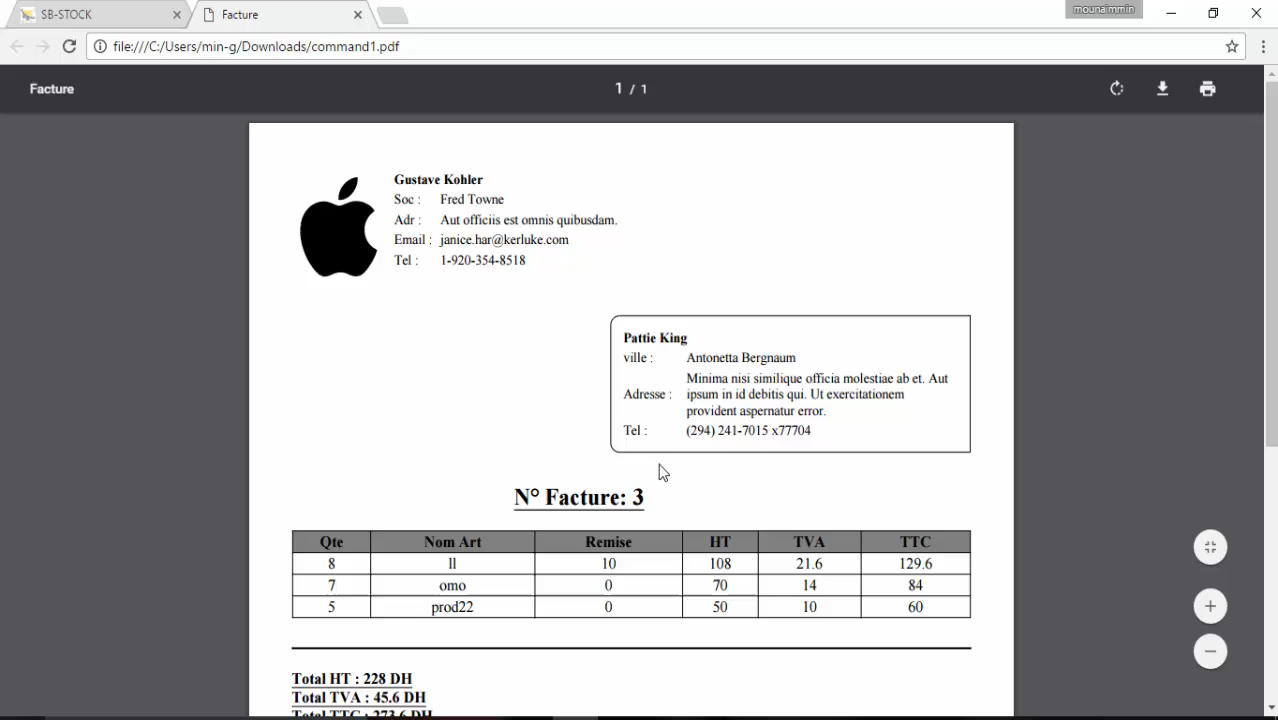 SB-STOCK
Facture
mounaimmin
file:///C:/Users/min-g/Downloads/command1.pdf
Facture
1 / 1
Gustave Kohler
Soc : Fred Towne
Adr : Aut officiis est omnis quibusdam.
Email : janice.har@kerluke.com
Tel : 1-920-354-8518
Pattie King
ville : Antonetta Bergnaum
Adresse : Minima nisi similique officia molestiae ab et. Aut
ipsum in id debitis qui. Ut exercitationem
provident aspernatur error.
Tel : (294) 241-7015 x77704
N° Facture: 3
Qte Nom Art Remise HT TVA TTC
8 ll 10 108 21.6 129.6
7 omo 0 70 14 84
5 prod22 0 50 10 60
Total HT : 228 DH
Total TVA : 45.6 DH
Total TTC : 273.6 DH